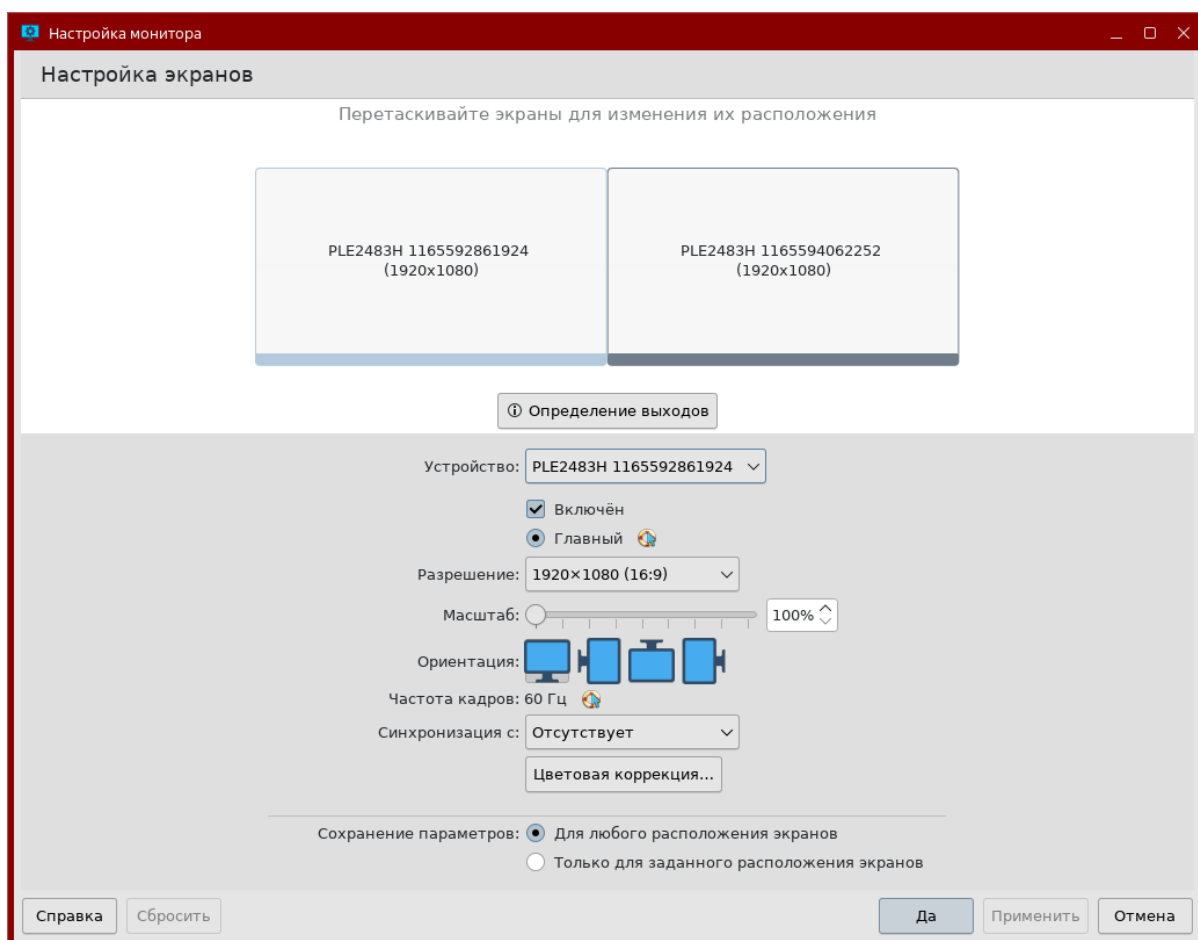 Настройка монитора
Настройка экранов
Перетаскивайте экраны для изменения их расположения
PLE2483H 1165592861924
(1920x1080)
PLE2483H 1165594062252
(1920x1080)
Определение выходов
Устройство: PLE2483H 1165592861924
Включён
Главный
Разрешение: 1920×1080 (16:9)
Масштаб: 100%
Ориентация:
Частота кадров: 60 Гц
Синхронизация с: Отсутствует
Цветовая коррекция...
Сохранение параметров: Для любого расположения экранов
Только для заданного расположения экранов
Справка Сбросить Да Применить Отмена